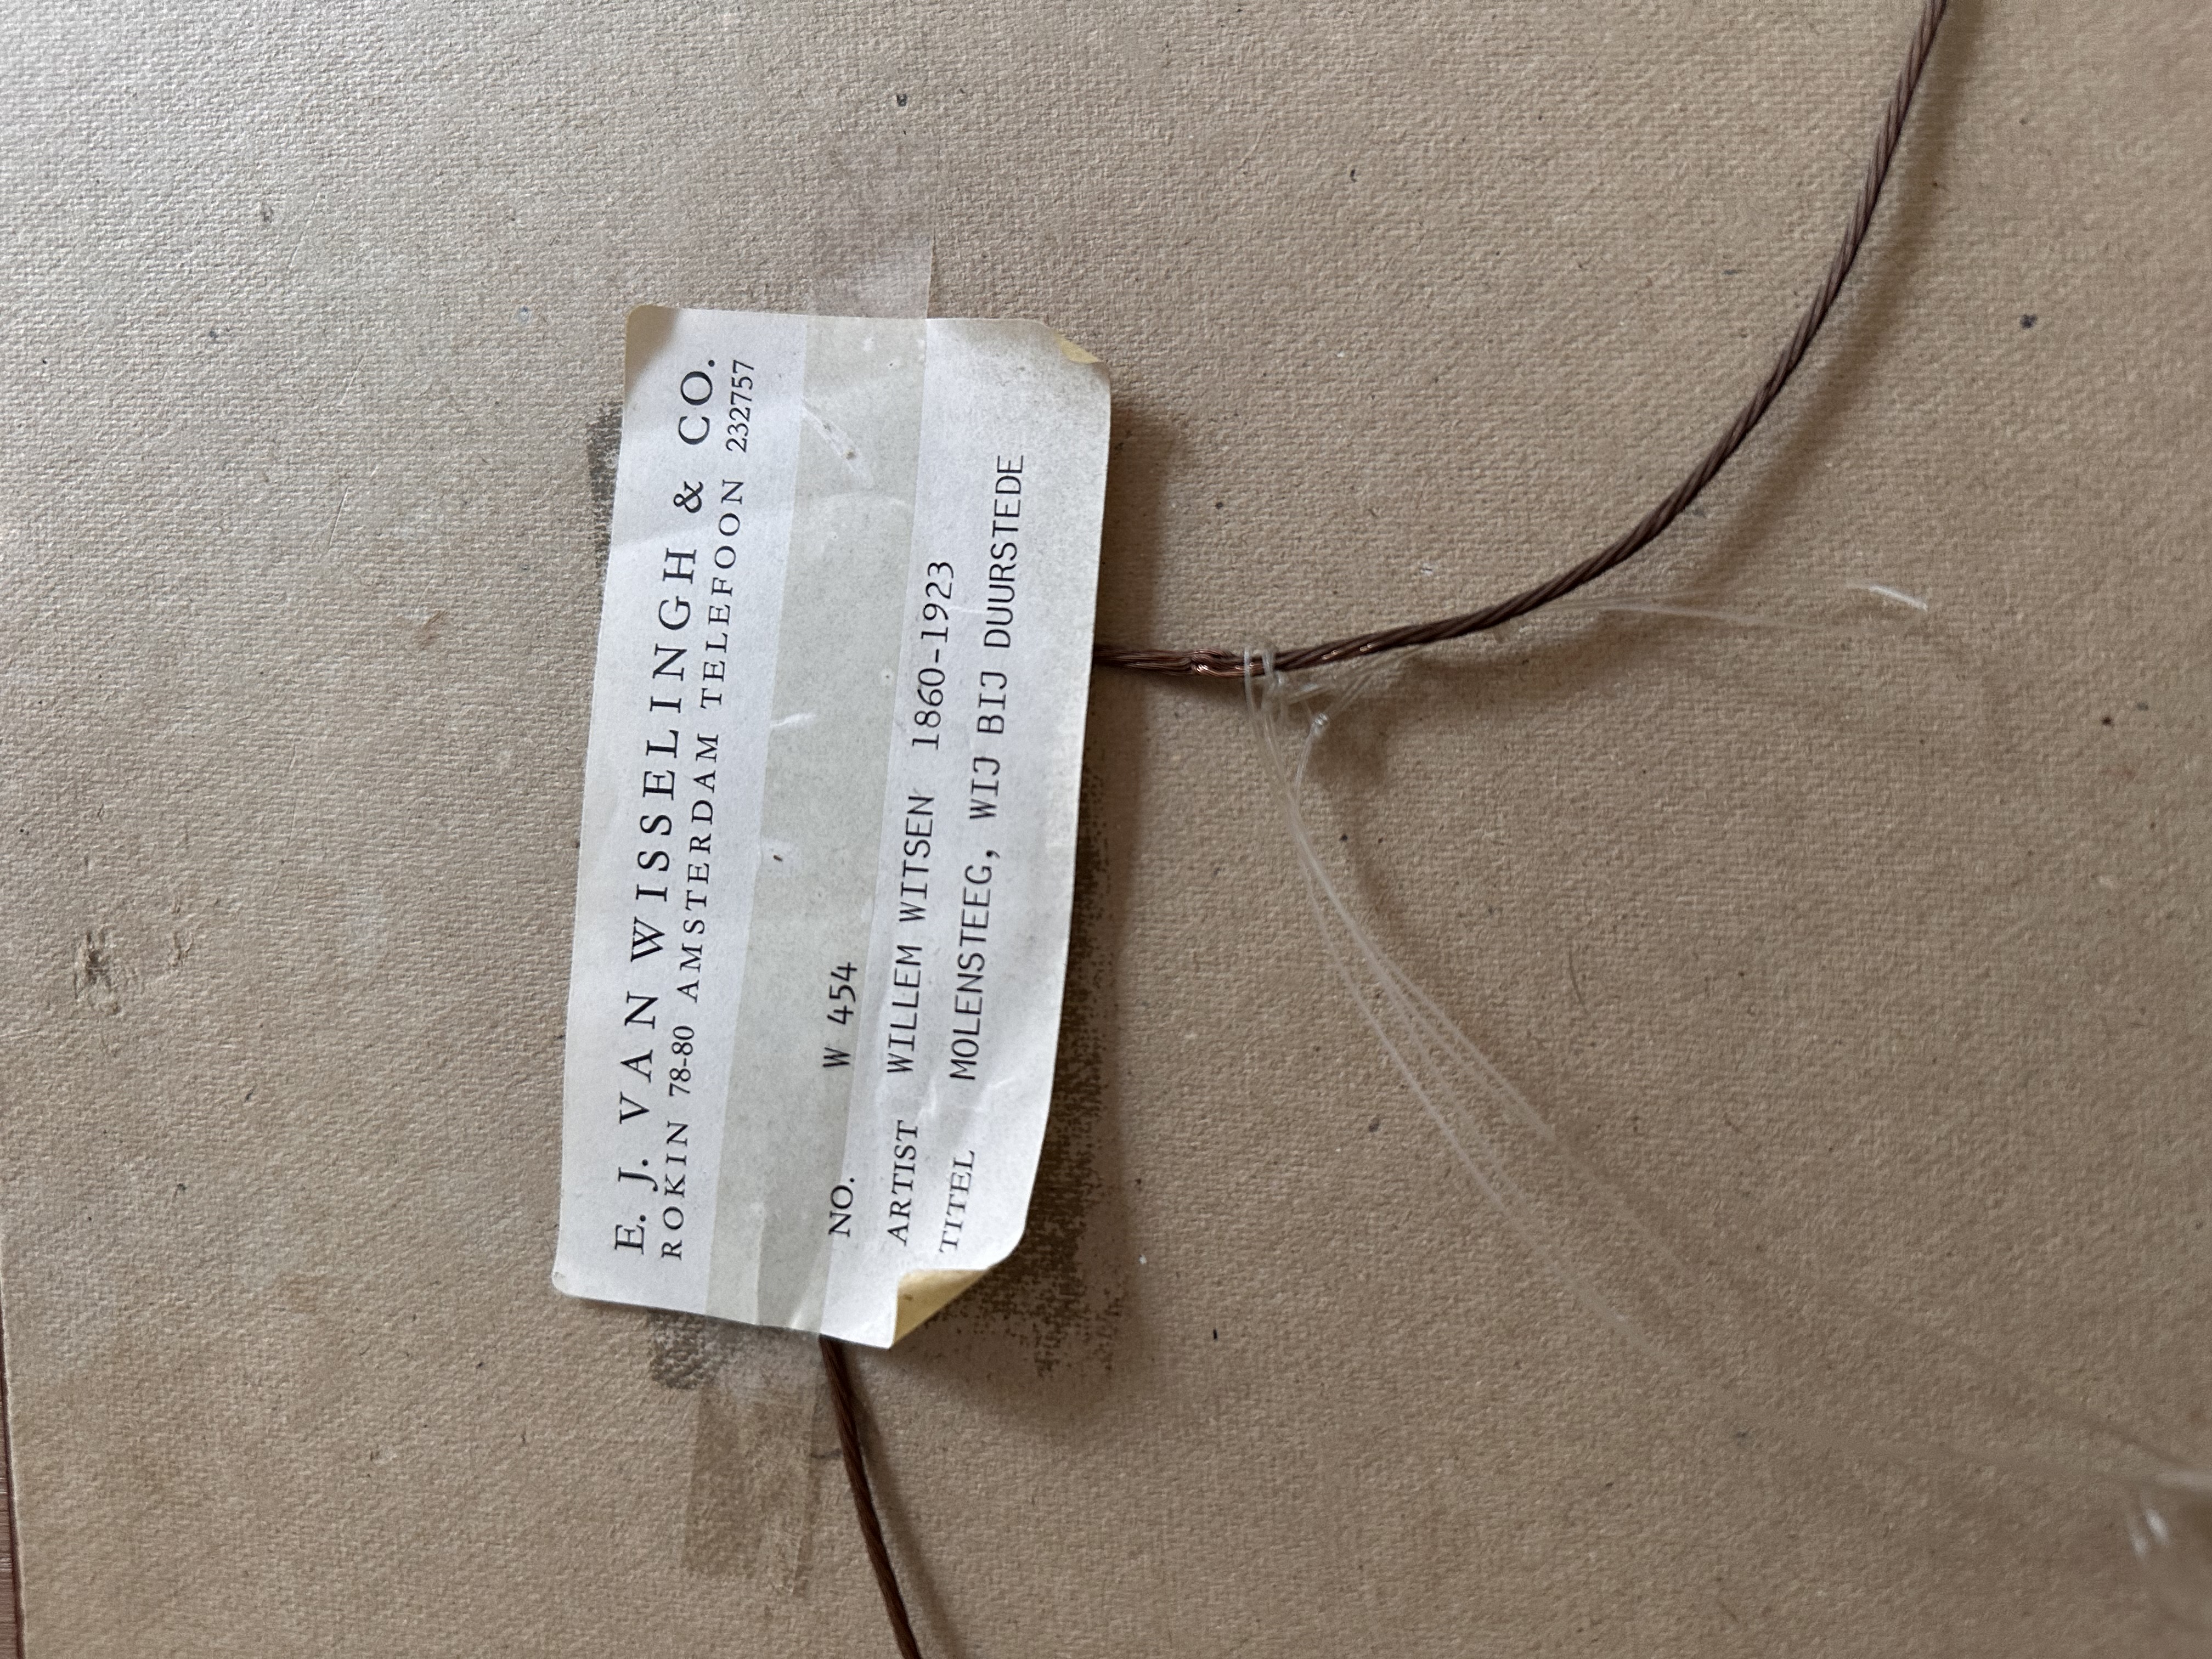 E. J. VAN WISSELINGH & CO.
ROKIN 78-80 AMSTERDAM TELEFOON 232757
NO. W 454
ARTIST WILLEM WITSEN 1860-1923
TITEL MOLENSTEEG, WIJ BIJ DUURSTEDE